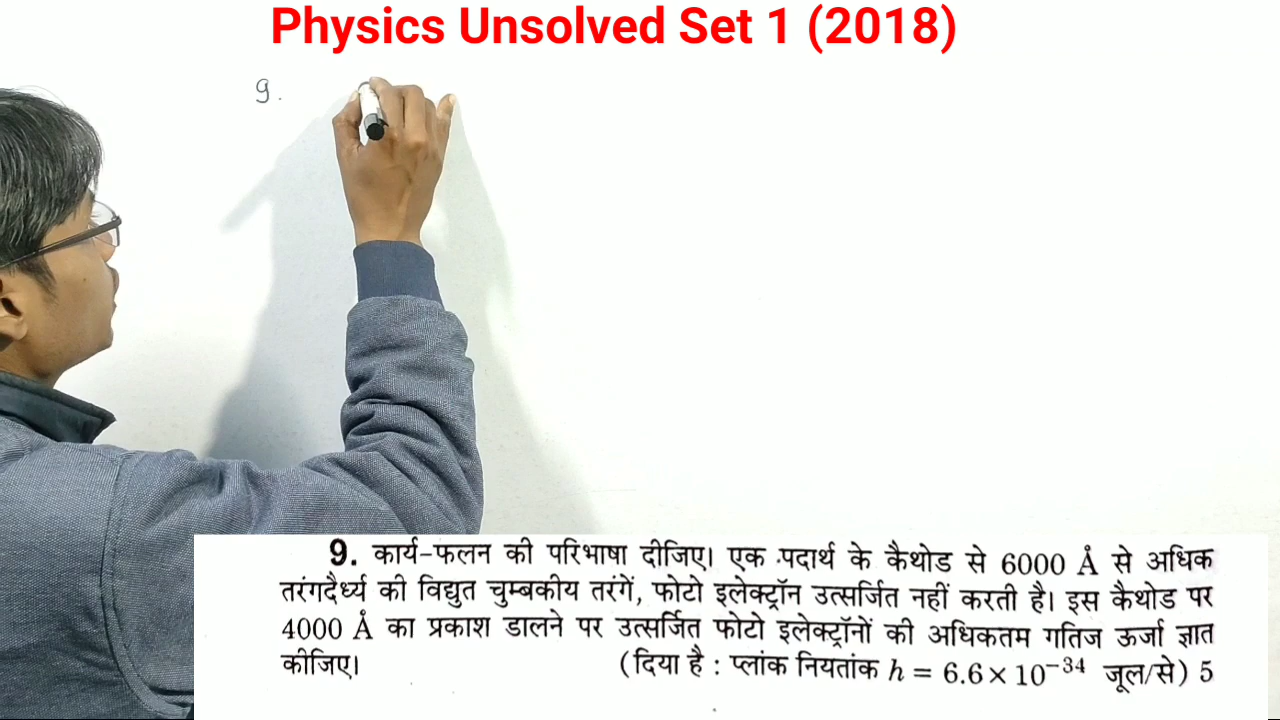 Physics Unsolved Set 1 (2018)
9.
9. कार्य-फलन की परिभाषा दीजिए। एक पदार्थ के कैथोड से 6000 Å से अधिक
तरंगदैर्ध्य की विद्युत चुम्बकीय तरंगें, फोटो इलेक्ट्रॉन उत्सर्जित नहीं करती है। इस कैथोड पर
4000 Å का प्रकाश डालने पर उत्सर्जित फोटो इलेक्ट्रॉनों की अधिकतम गतिज ऊर्जा ज्ञात
कीजिए। (दिया है : प्लांक नियतांक h = 6.6 × 10⁻³⁴ जूल/से) 5